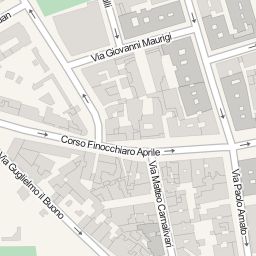 Via Giovanni Maurigi
Corso Finocchiaro Aprile
Via Guglielmo il Buono
Via Matteo Carnalivari
Via Paolo Amato